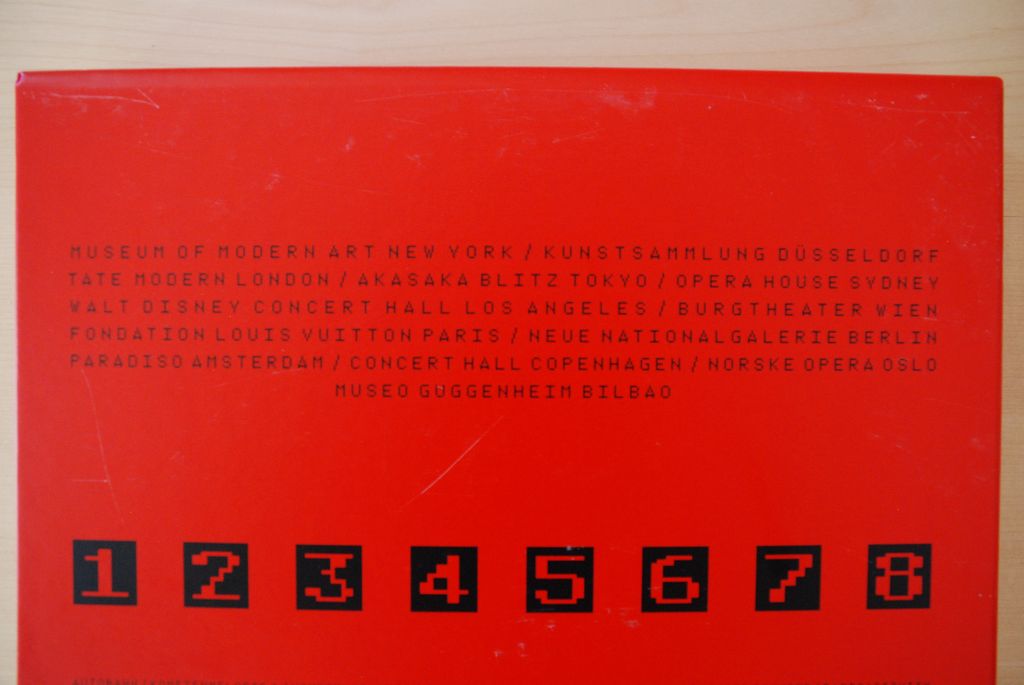 MUSEUM OF MODERN ART NEW YORK / KUNSTSAMMLUNG DÜSSELDORF
TATE MODERN LONDON / AKASAKA BLITZ TOKYO / OPERA HOUSE SYDNEY
WALT DISNEY CONCERT HALL LOS ANGELES / BURGTHEATER WIEN
FONDATION LOUIS VUITTON PARIS / NEUE NATIONALGALERIE BERLIN
PARADISO AMSTERDAM / CONCERT HALL COPENHAGEN / NORSKE OPERA OSLO
MUSEO GUGGENHEIM BILBAO
1 2 3 4 5 6 7 8